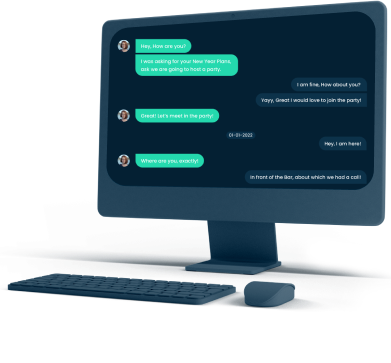 Hey, How are you?
I was asking for your New Year Plans,
ask we are going to host a party.
I am fine, How about you?
Yayy, Great I would love to join the party!
Great! Let's meet in the party!
01-01-2022
Hey, I am here!
Where are you, exactly!
In front of the Bar, about which we had a call!